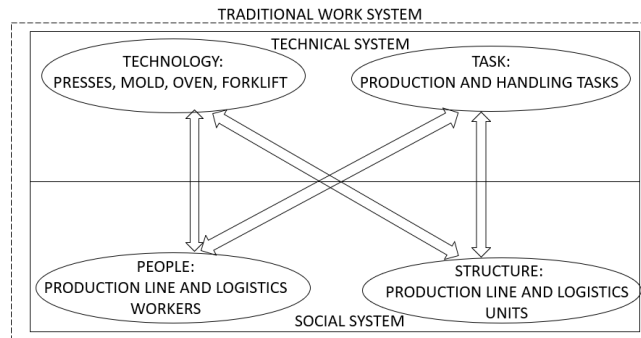 TRADITIONAL WORK SYSTEM
TECHNICAL SYSTEM
TECHNOLOGY:
PRESSES, MOLD, OVEN, FORKLIFT
TASK:
PRODUCTION AND HANDLING TASKS
PEOPLE:
PRODUCTION LINE AND LOGISTICS
WORKERS
STRUCTURE:
PRODUCTION LINE AND LOGISTICS
UNITS
SOCIAL SYSTEM